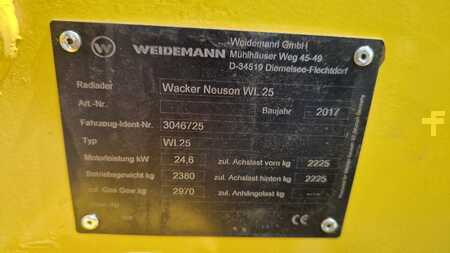 WEIDEMANN
Weidemann GmbH
Mühlhäuser Weg 45-49
D-34519 Diemelsee-Flechtdorf
Radlader Wacker Neuson WL 25
Art.-Nr. Baujahr 2017
Fahrzeug-Ident-Nr. 3046725
Typ WL25
Motorleistung kW 24,6 zul. Achslast vorn kg 2225
Betriebsgewicht kg 2380 zul. Achslast hinten kg 2225
zul. Ges Gew kg 2970 zul. Anhängelast kg -
CE